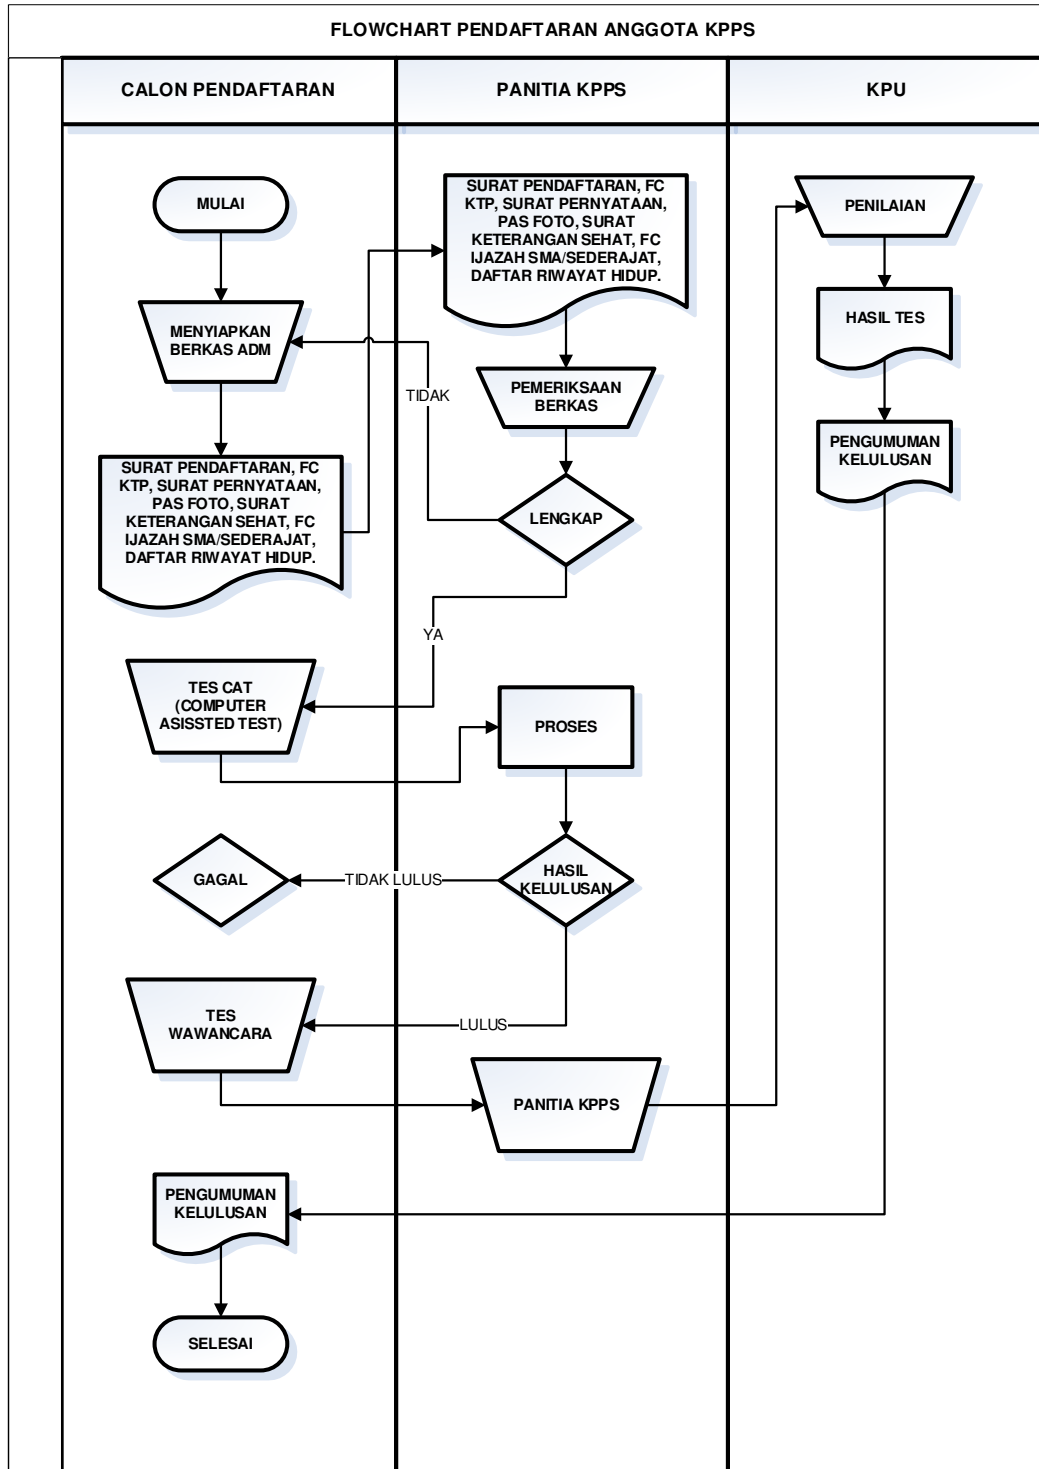 FLOWCHART PENDAFTARAN ANGGOTA KPPS
CALON PENDAFTARAN
PANITIA KPPS
KPU
MULAI
MENYIAPKAN
BERKAS ADM
SURAT PENDAFTARAN, FC
KTP, SURAT PERNYATAAN,
PAS FOTO, SURAT
KETERANGAN SEHAT, FC
IJAZAH SMA/SEDERAJAT,
DAFTAR RIWAYAT HIDUP.
SURAT PENDAFTARAN, FC
KTP, SURAT PERNYATAAN,
PAS FOTO, SURAT
KETERANGAN SEHAT, FC
IJAZAH SMA/SEDERAJAT,
DAFTAR RIWAYAT HIDUP.
PEMERIKSAAN
BERKAS
TIDAK
LENGKAP
YA
TES CAT
(COMPUTER
ASISSTED TEST)
PROSES
HASIL
KELULUSAN
TIDAK LULUS
GAGAL
LULUS
TES
WAWANCARA
PANITIA KPPS
PENILAIAN
HASIL TES
PENGUMUMAN
KELULUSAN
PENGUMUMAN
KELULUSAN
SELESAI